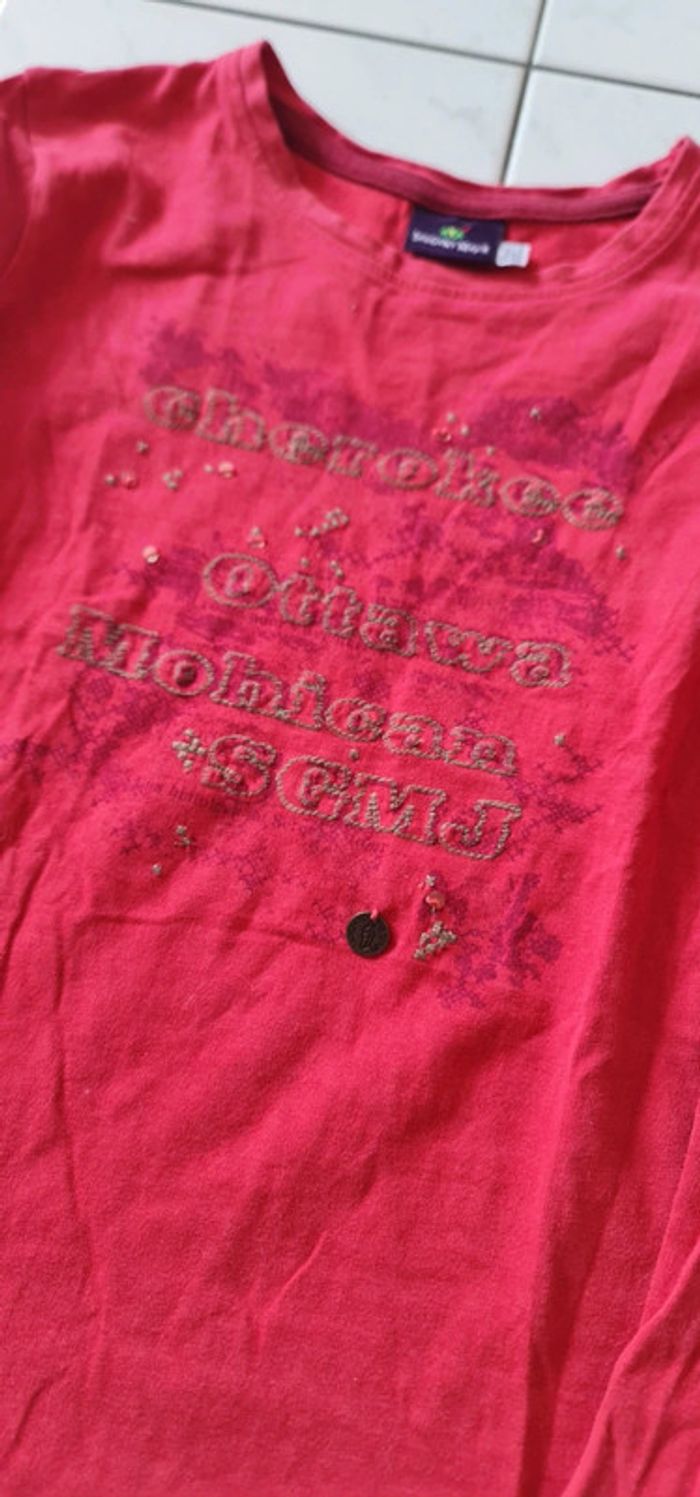 cherokee
Ottawa
Mohican
SCMJ